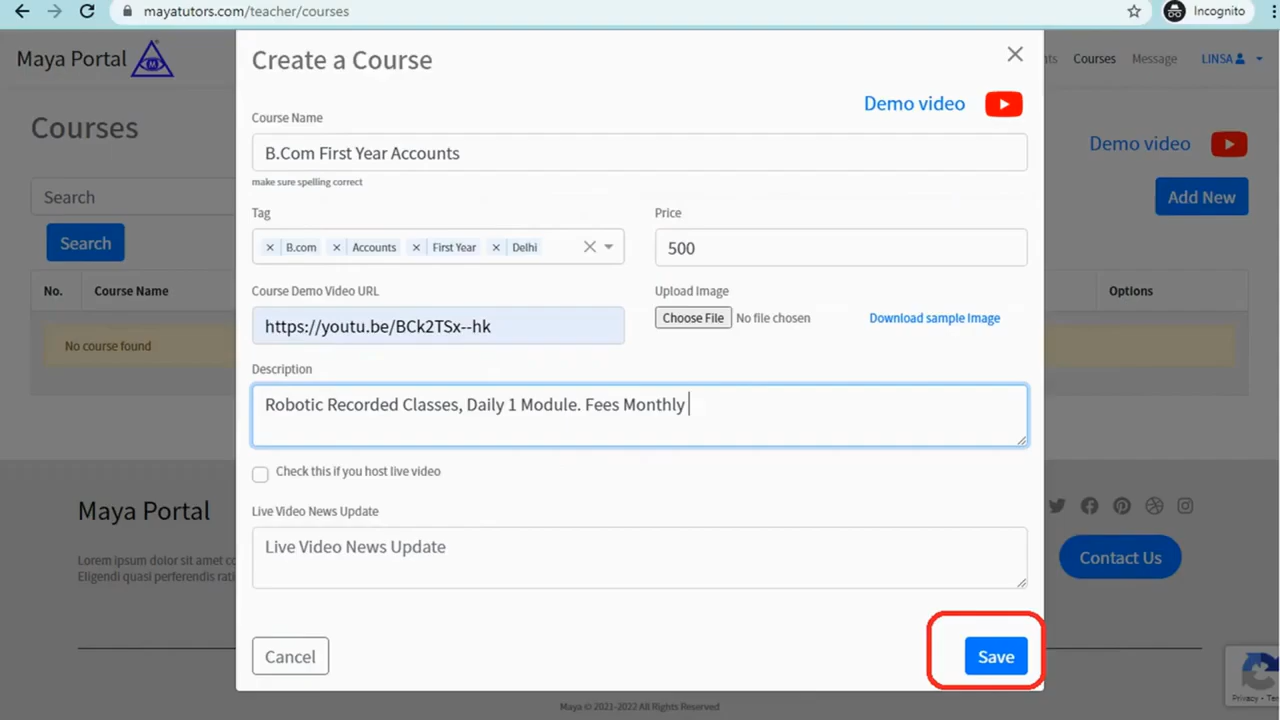 mayatutors.com/teacher/courses
Incognito
Maya Portal
Courses
Message
LINSA
Create a Course
Demo video
Courses
Demo video
Course Name
B.Com First Year Accounts
make sure spelling correct
Search
Add New
Tag
Price
× B.com × Accounts × First Year × Delhi
500
Search
No.
Course Name
Options
Course Demo Video URL
Upload Image
https://youtu.be/BCk2TSx--hk
Choose File No file chosen
Download sample Image
No course found
Description
Robotic Recorded Classes, Daily 1 Module. Fees Monthly
Check this if you host live video
Maya Portal
Live Video News Update
Live Video News Update
Lorem ipsum dolor sit amet
Eligendi quasi perferendis
Contact Us
Cancel
Save
Maya © 2021-2022 All Rights Reserved
Privacy